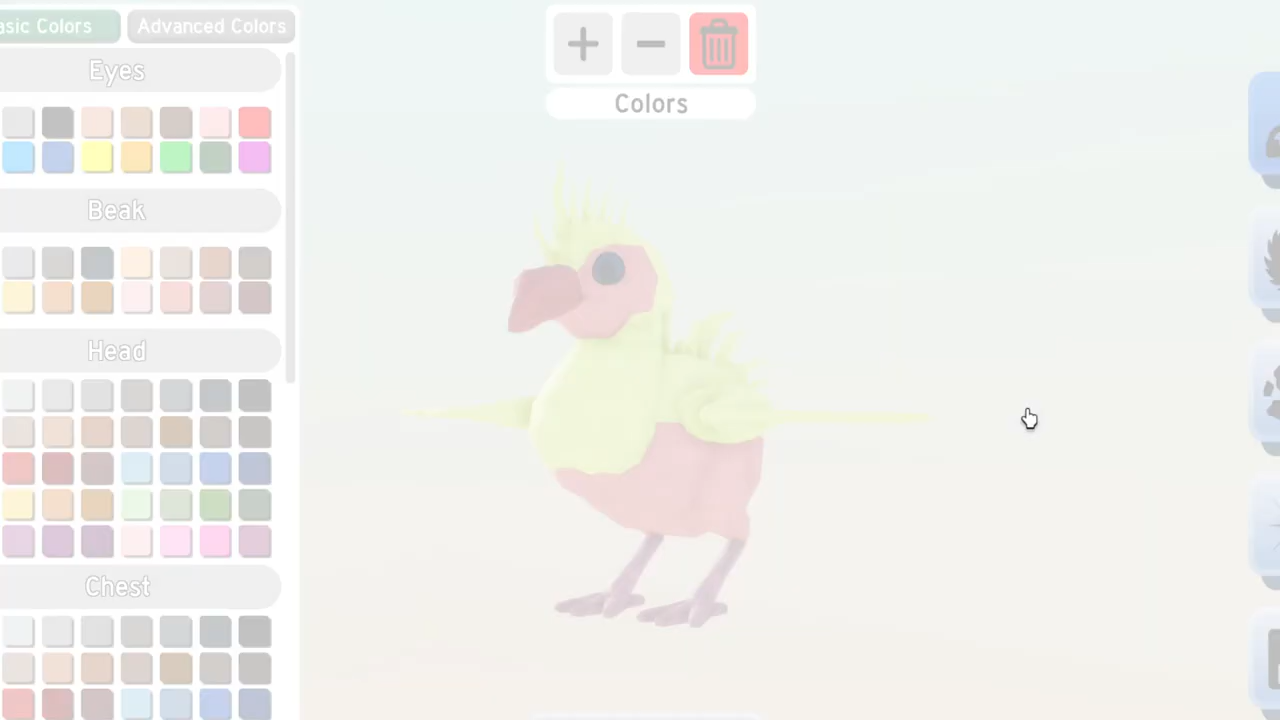 asic Colors
Advanced Colors
Eyes
Colors
Beak
Head
Chest